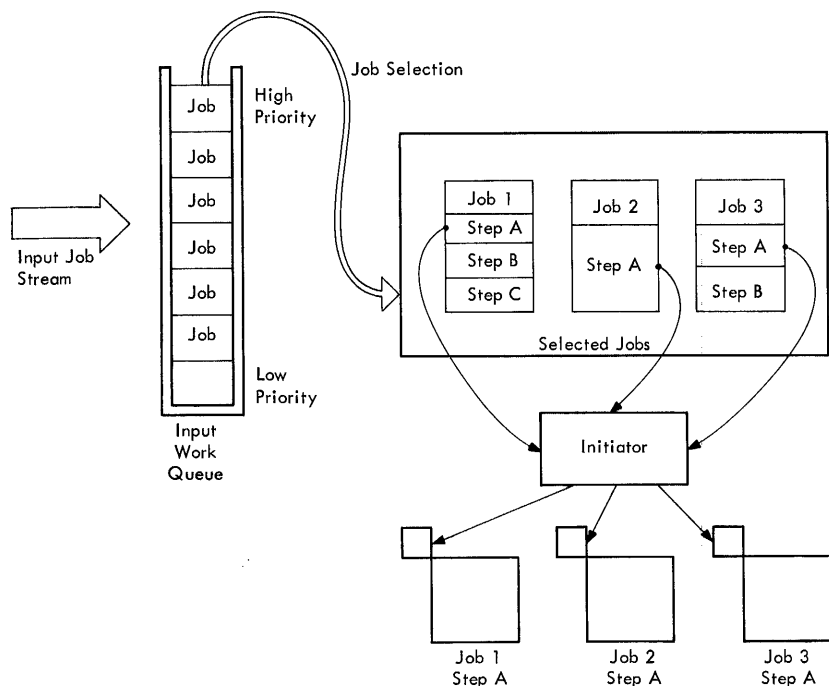 Job Selection
High
Priority
Job
Job
Job
Job
Job
Job
Input Job
Stream
Low
Priority
Input
Work
Queue
Job 1
Step A
Step B
Step C
Job 2
Step A
Job 3
Step A
Step B
Selected Jobs
Initiator
Job 1
Step A
Job 2
Step A
Job 3
Step A